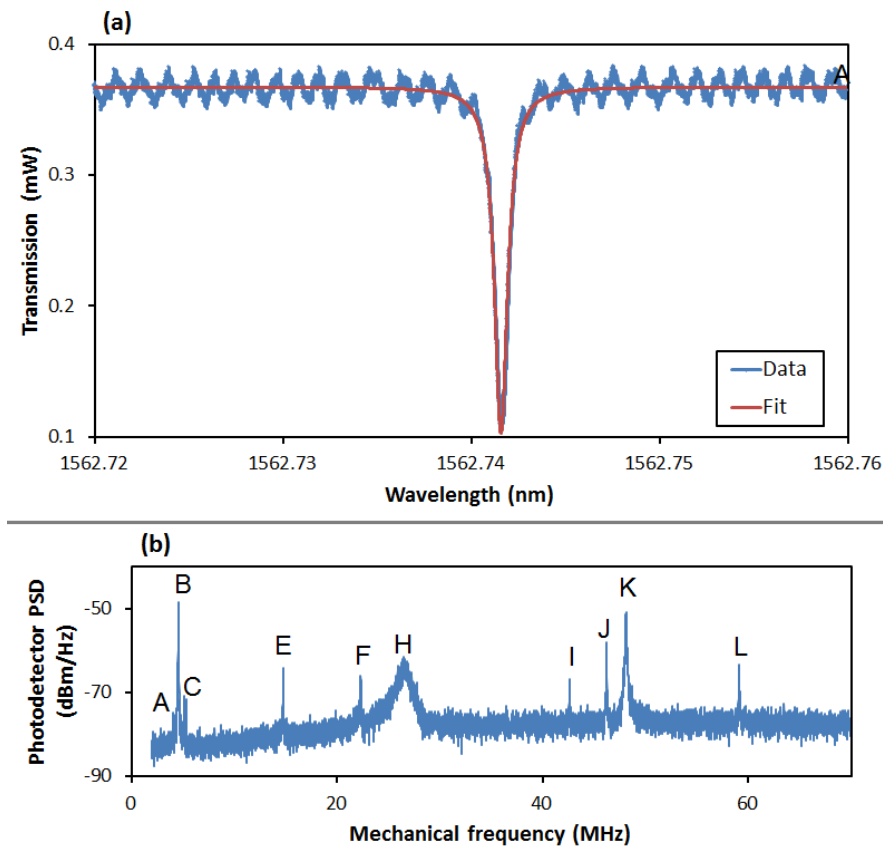 (a)
0.4
A
0.3
0.2
0.1
Transmission (mW)
Data
Fit
1562.72 1562.73 1562.74 1562.75 1562.76
Wavelength (nm)
(b)
Photodetector PSD
(dBm/Hz)
-50
-70
-90
A
B
C
E
F
H
I
J
K
L
0 20 40 60
Mechanical frequency (MHz)